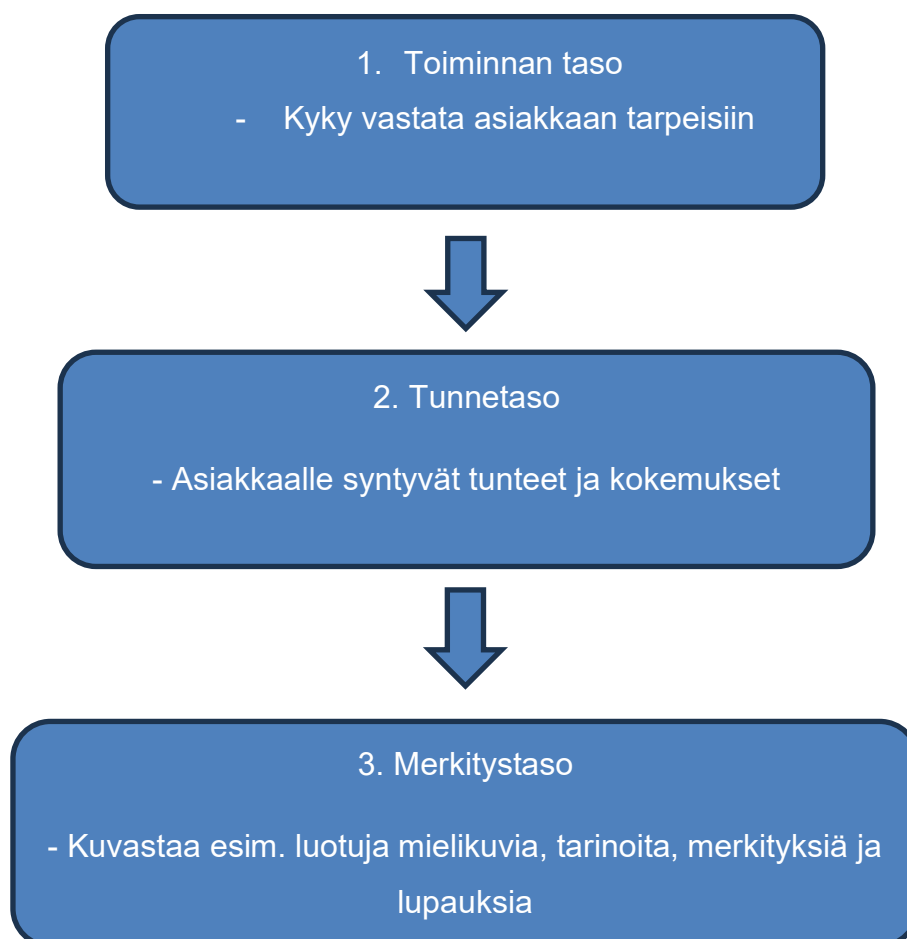 1. Toiminnan taso
- Kyky vastata asiakkaan tarpeisiin
2. Tunnetaso
- Asiakkaalle syntyvät tunteet ja kokemukset
3. Merkitystaso
- Kuvastaa esim. luotuja mielikuvia, tarinoita, merkityksiä ja
lupauksia